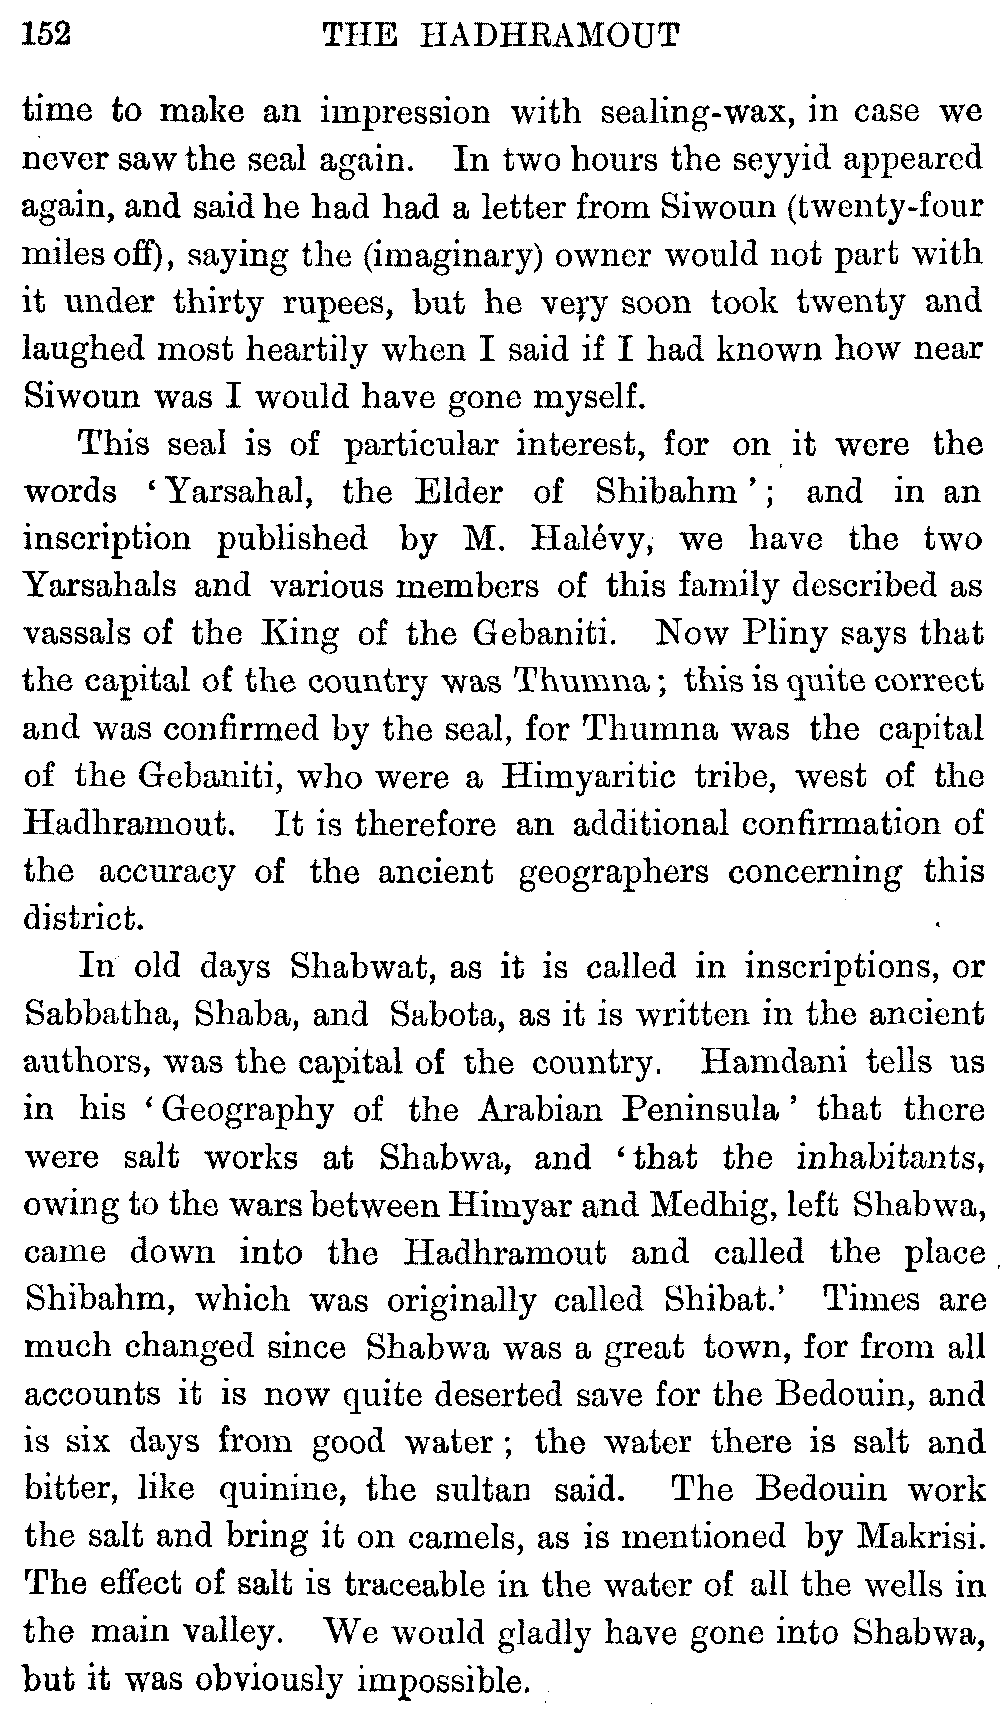 152 THE HADHRAMOUT
time to make an impression with sealing-wax, in case we
never saw the seal again. In two hours the seyyid appeared
again, and said he had had a letter from Siwoun (twenty-four
miles off), saying the (imaginary) owner would not part with
it under thirty rupees, but he very soon took twenty and
laughed most heartily when I said if I had known how near
Siwoun was I would have gone myself.
This seal is of particular interest, for on it were the
words ‘Yarsahal, the Elder of Shibahm’; and in an
inscription published by M. Halévy, we have the two
Yarsahals and various members of this family described as
vassals of the King of the Gebaniti. Now Pliny says that
the capital of the country was Thumna; this is quite correct
and was confirmed by the seal, for Thumna was the capital
of the Gebaniti, who were a Himyaritic tribe, west of the
Hadhramout. It is therefore an additional confirmation of
the accuracy of the ancient geographers concerning this
district.
In old days Shabwat, as it is called in inscriptions, or
Sabbatha, Shaba, and Sabota, as it is written in the ancient
authors, was the capital of the country. Hamdani tells us
in his ‘Geography of the Arabian Peninsula’ that there
were salt works at Shabwa, and ‘that the inhabitants,
owing to the wars between Himyar and Medhig, left Shabwa,
came down into the Hadhramout and called the place
Shibahm, which was originally called Shibat.’ Times are
much changed since Shabwa was a great town, for from all
accounts it is now quite deserted save for the Bedouin, and
is six days from good water; the water there is salt and
bitter, like quinine, the sultan said. The Bedouin work
the salt and bring it on camels, as is mentioned by Makrisi.
The effect of salt is traceable in the water of all the wells in
the main valley. We would gladly have gone into Shabwa,
but it was obviously impossible.